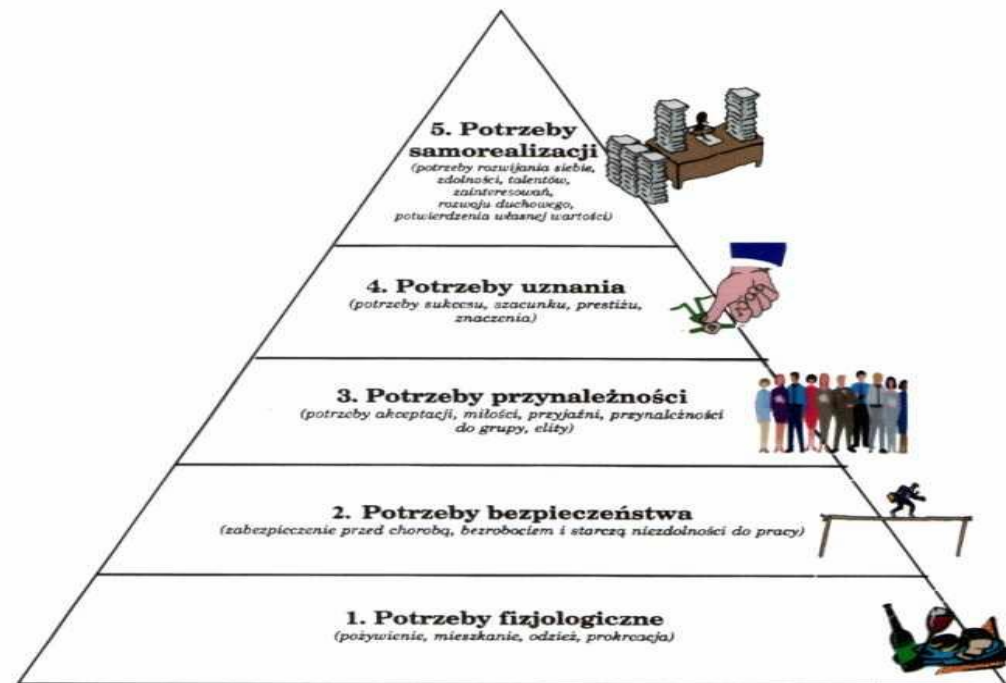 5. Potrzeby
samorealizacji
(potrzeby rozwijania siebie,
zdolności, talentów,
zainteresowań,
rozwoju duchowego,
potwierdzenia własnej wartości)
4. Potrzeby uznania
(potrzeby sukcesu, szacunku, prestiżu,
znaczenia)
3. Potrzeby przynależności
(potrzeby akceptacji, miłości, przyjaźni, przynależności
do grupy, elity)
2. Potrzeby bezpieczeństwa
(zabezpieczenie przed chorobą, bezrobociem i starczą niezdolności do pracy)
1. Potrzeby fizjologiczne
(pożywienie, mieszkanie, odzież, prokreacja)